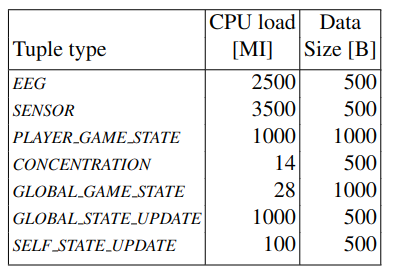 CPU load Data
Tuple type [MI] Size [B]
EEG 2500 500
SENSOR 3500 500
PLAYER_GAME_STATE 1000 1000
CONCENTRATION 14 500
GLOBAL_GAME_STATE 28 1000
GLOBAL_STATE_UPDATE 1000 500
SELF_STATE_UPDATE 100 500